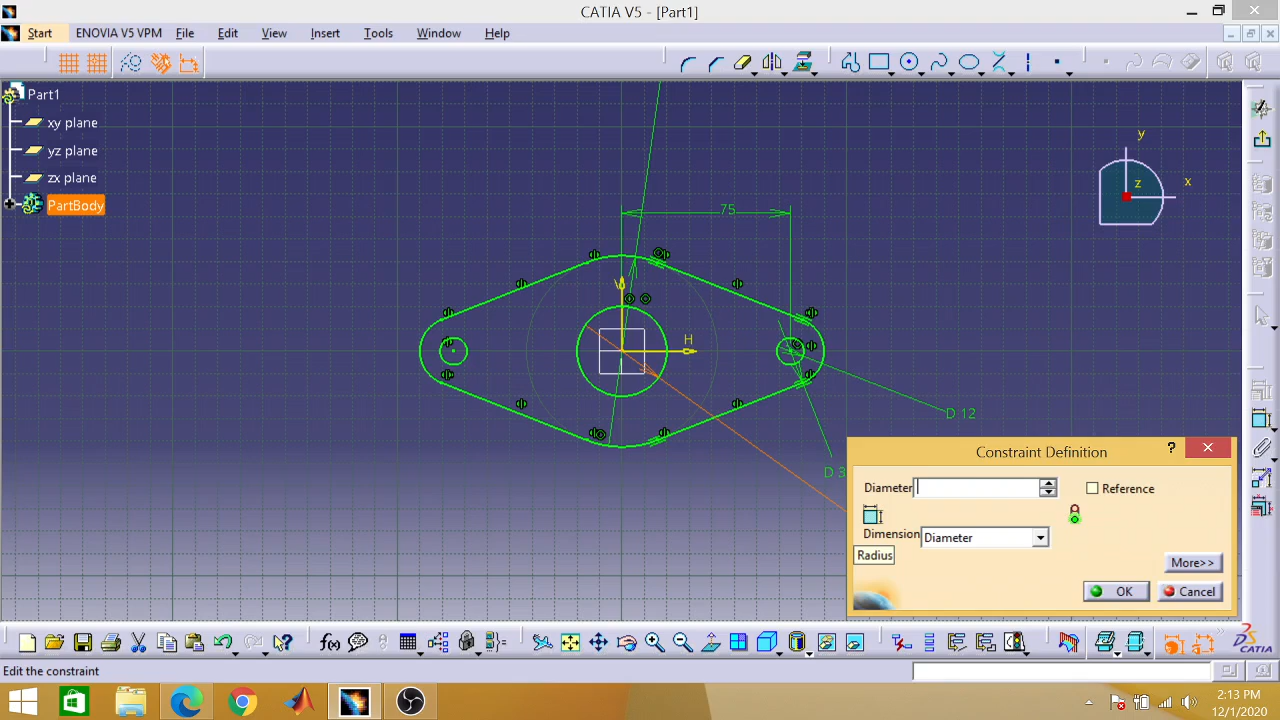 CATIA V5 - [Part1]
Start ENOVIA V5 VPM File Edit View Insert Tools Window Help
Part1
xy plane
yz plane
zx plane
PartBody
y
z
x
75
V
H
D 12
D 3
Constraint Definition
?
Diameter
Reference
Dimension Diameter
Radius
More>>
OK Cancel
f(x)
CATIA
Edit the constraint
2:13 PM
12/1/2020